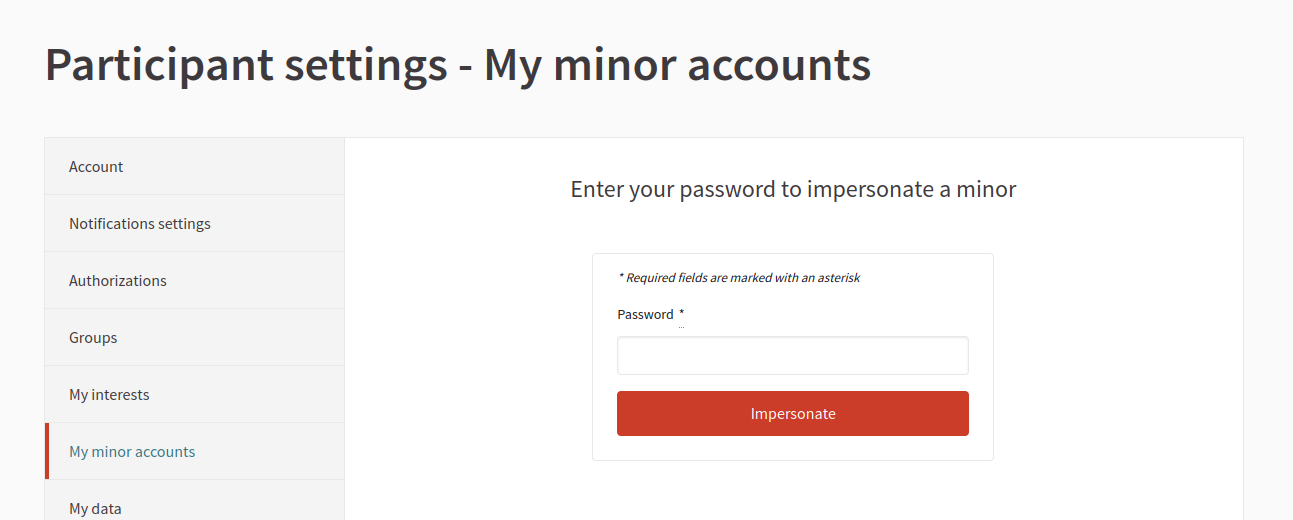 Participant settings - My minor accounts
Account
Notifications settings
Authorizations
Groups
My interests
My minor accounts
My data
Enter your password to impersonate a minor
* Required fields are marked with an asterisk
Password *
Impersonate